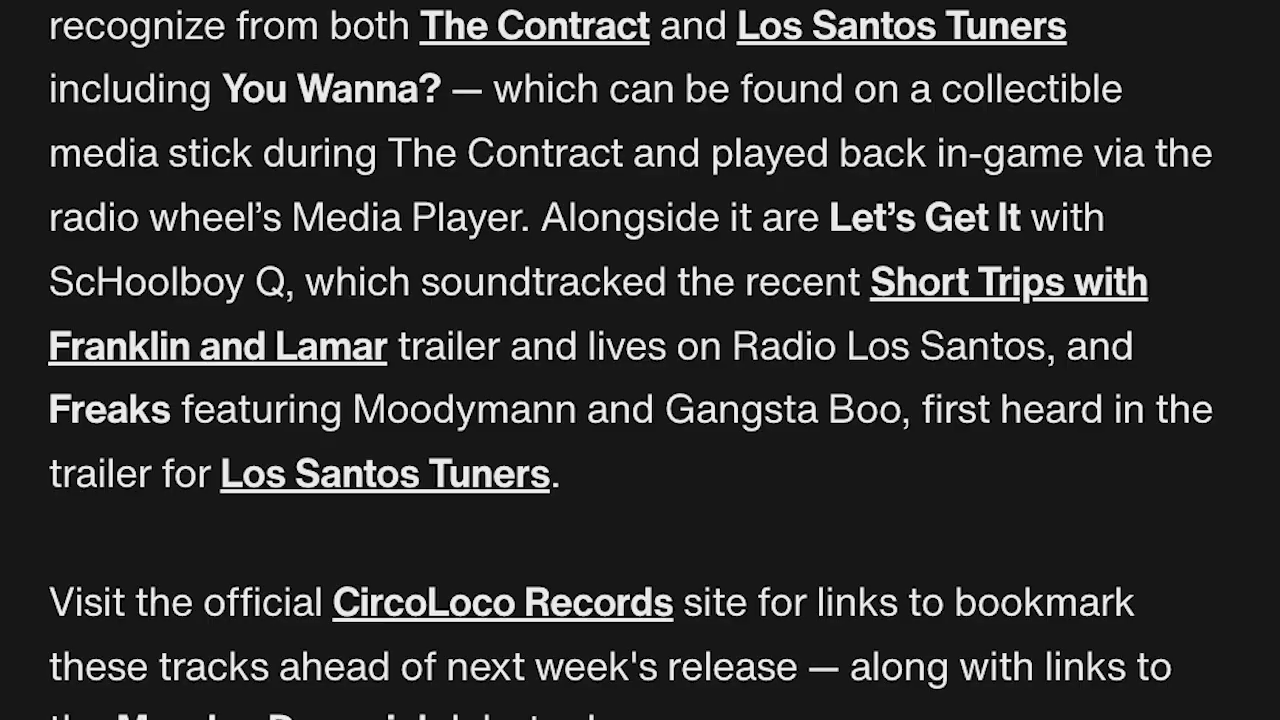 recognize from both The Contract and Los Santos Tuners
including You Wanna? — which can be found on a collectible
media stick during The Contract and played back in-game via the
radio wheel’s Media Player. Alongside it are Let’s Get It with
ScHoolboy Q, which soundtracked the recent Short Trips with
Franklin and Lamar trailer and lives on Radio Los Santos, and
Freaks featuring Moodymann and Gangsta Boo, first heard in the
trailer for Los Santos Tuners.
Visit the official CircoLoco Records site for links to bookmark
these tracks ahead of next week's release — along with links to